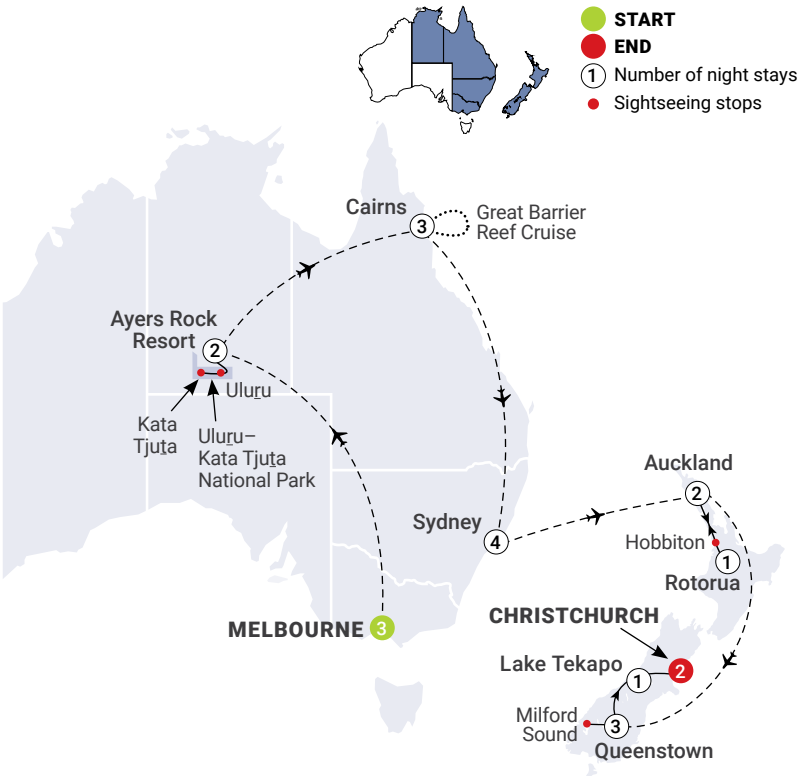 START
END
1 Number of night stays
Sightseeing stops
Cairns
3
Great Barrier
Reef Cruise
Ayers Rock
Resort
2
Uluṟu
Kata
Tjuṯa
Uluṟu–
Kata Tjuṯa
National Park
Sydney
4
MELBOURNE 3
Auckland
2
Hobbiton
1
Rotorua
CHRISTCHURCH
2
Lake Tekapo
1
Milford
Sound
3
Queenstown